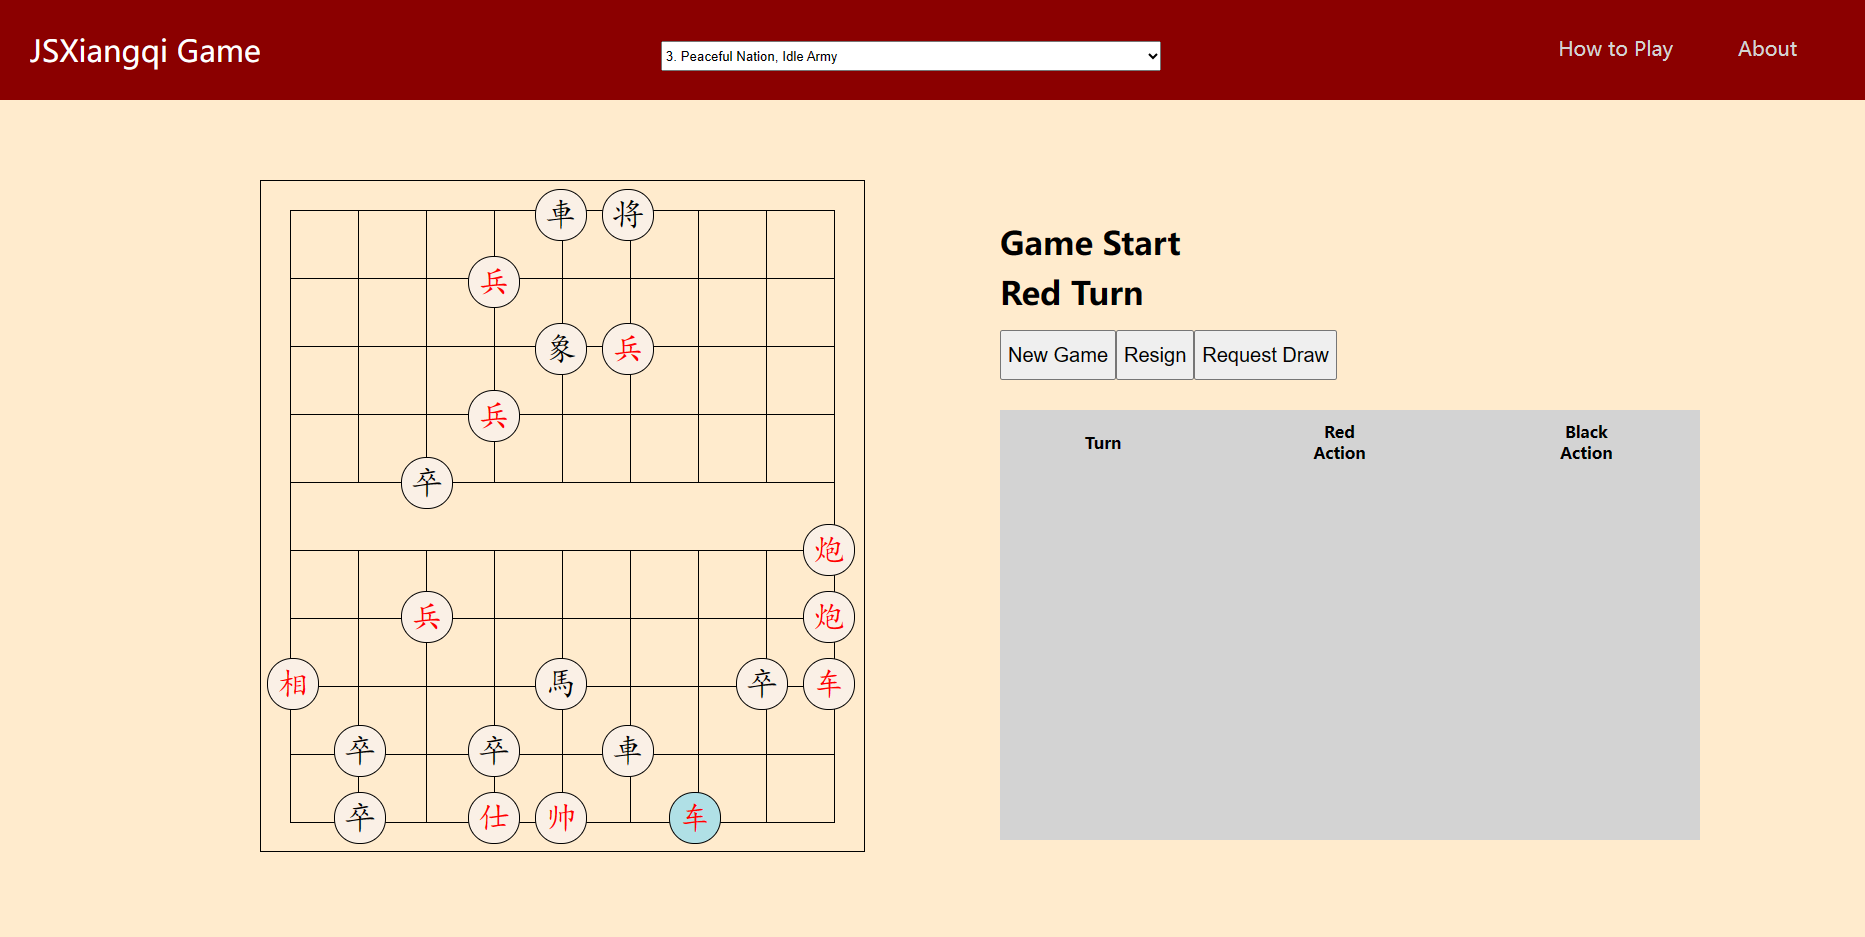 JSXiangqi Game
3. Peaceful Nation, Idle Army
How to Play
About
車 将
兵
象 兵
兵
卒
炮
兵 炮
相 馬 卒 车
卒 卒 車
卒 仕 帅 车
Game Start
Red Turn
New Game Resign Request Draw
Turn
Red
Action
Black
Action